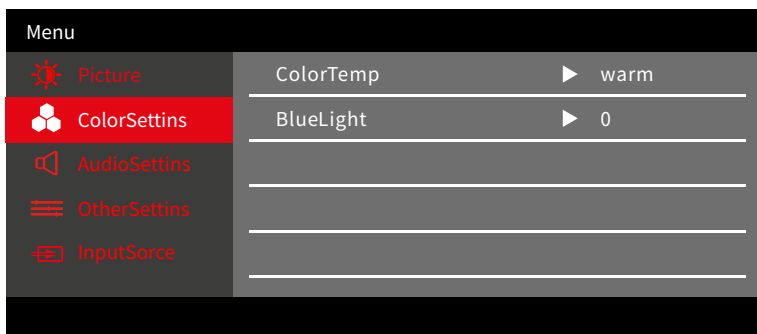 Menu
Picture
ColorTemp ▶ warm
ColorSettins
BlueLight ▶ 0
AudioSettins
OtherSettins
InputSorce